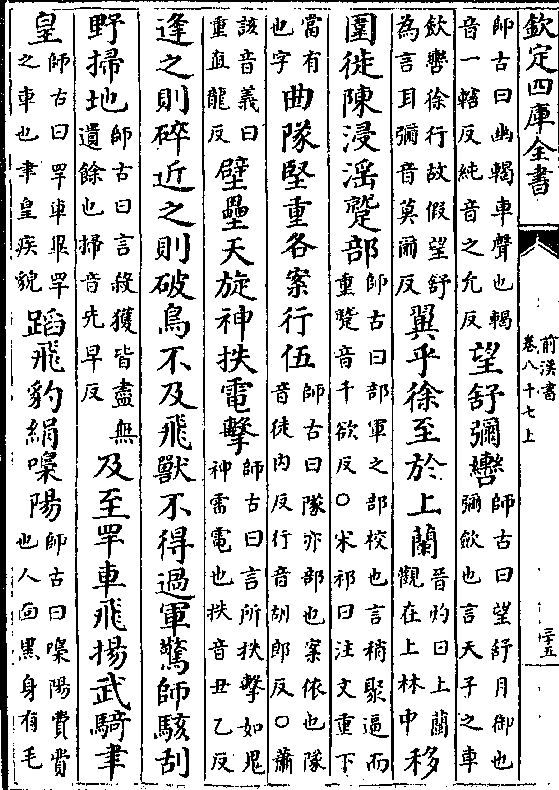 欽定四庫全書
前漢書
卷八十七上
二十五
師古曰幽輵車聲也輵
音一轄反純音之允反
望舒彌轡
師古曰望舒月御也
彌斂也言天子之車
斂轡徐行故假望舒
為言耳彌音莫爾反
翼乎徐至於上蘭
晉灼曰上蘭
觀在上林中
移
圍徙陳浸淫蹵部
師古曰部軍之部校也言稍聚逼而
重蹵音千欲反○宋祁曰注文重下
當有
也字
曲隊堅重各案行伍
師古曰隊亦部也案依也隊
音徒内反行音胡郎反○蕭
該音義曰
重直龍反
壁壘天旋神抶電擊
師古曰言所抶擊如鬼
神雷電也抶音丑乙反
逢之則碎近之則破鳥不及飛獸不得過軍驚師駭刮
野掃地
師古曰言殺獲皆盡無
遺餘也掃音先早反
及至罕車飛揚武騎聿
皇
師古曰罕車畢罕
之車也聿皇疾貌
蹈飛豹絹嘄陽
師古曰嘄陽費費
也人面黑身有毛